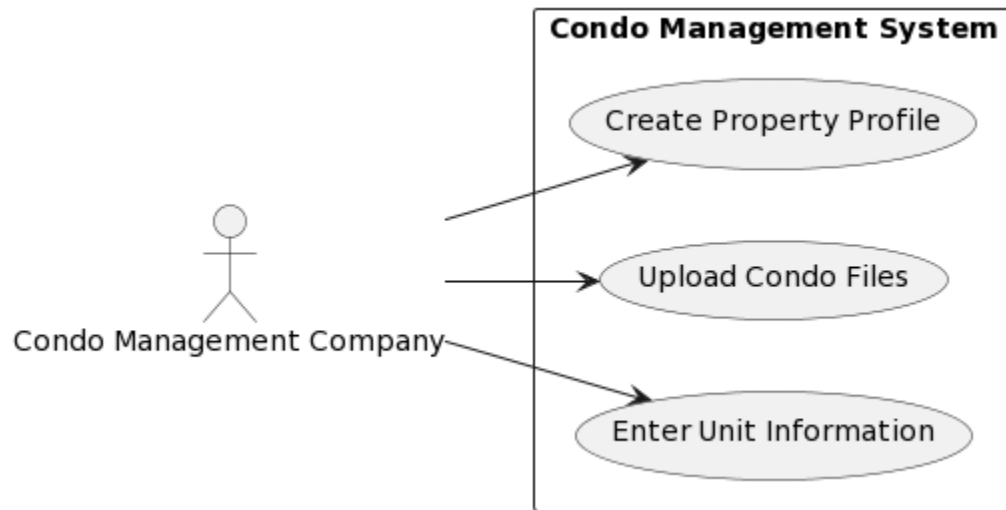 Condo Management System
Create Property Profile
Upload Condo Files
Condo Management Company
Enter Unit Information